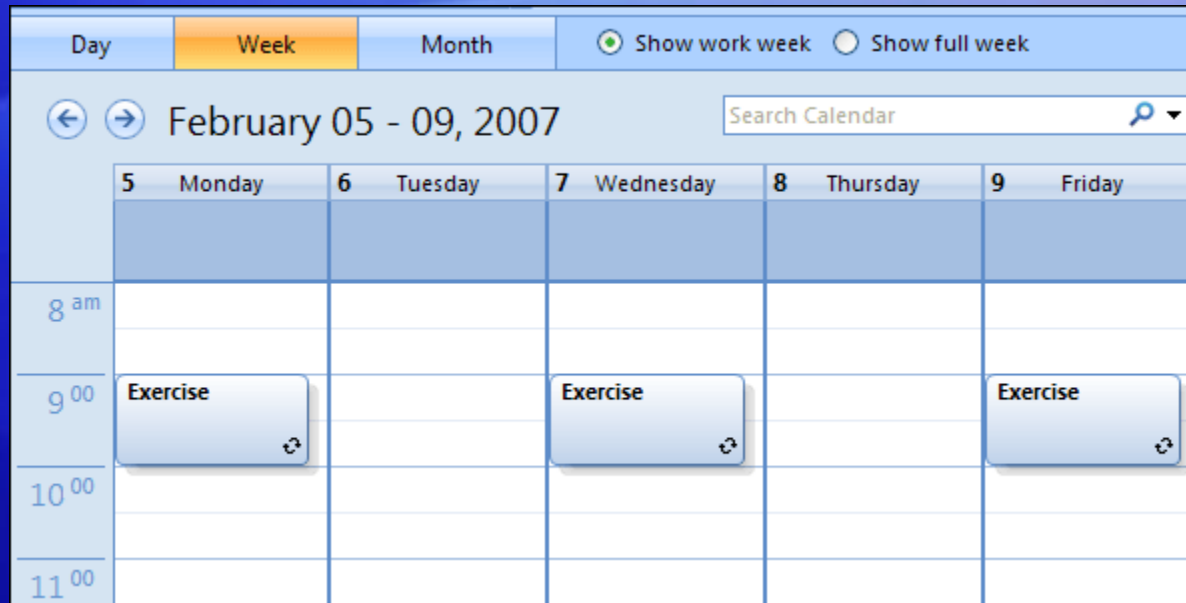 Day Week Month Show work week Show full week
February 05 - 09, 2007 Search Calendar
5 Monday 6 Tuesday 7 Wednesday 8 Thursday 9 Friday
8 am
9 00 Exercise Exercise Exercise
10 00
11 00